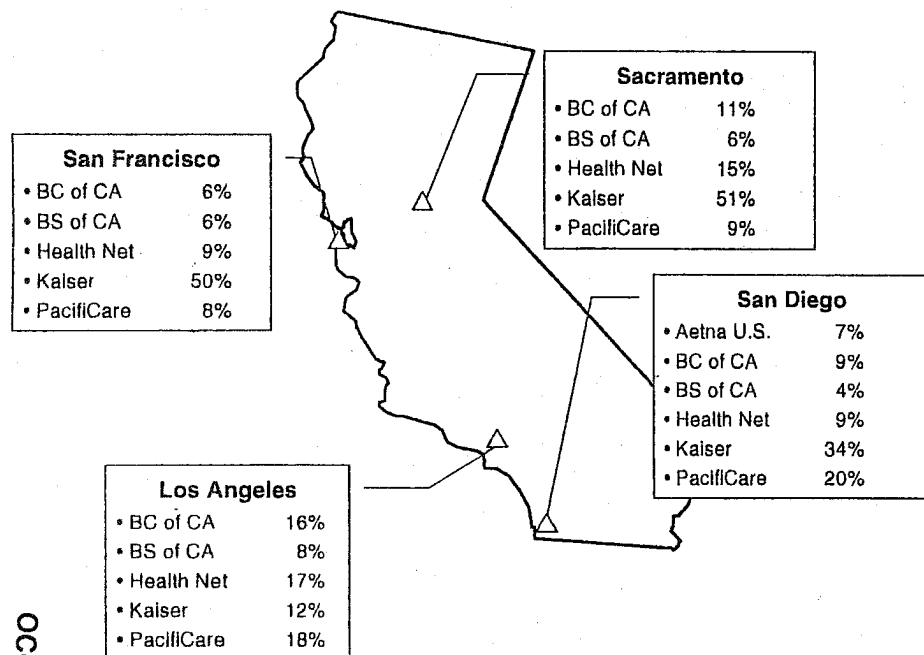 Sacramento
• BC of CA 11%
• BS of CA 6%
• Health Net 15%
• Kaiser 51%
• PacifiCare 9%
San Francisco
• BC of CA 6%
• BS of CA 6%
• Health Net 9%
• Kaiser 50%
• PacifiCare 8%
San Diego
• Aetna U.S. 7%
• BC of CA 9%
• BS of CA 4%
• Health Net 9%
• Kaiser 34%
• PacifiCare 20%
Los Angeles
• BC of CA 16%
• BS of CA 8%
• Health Net 17%
• Kaiser 12%
• PacifiCare 18%